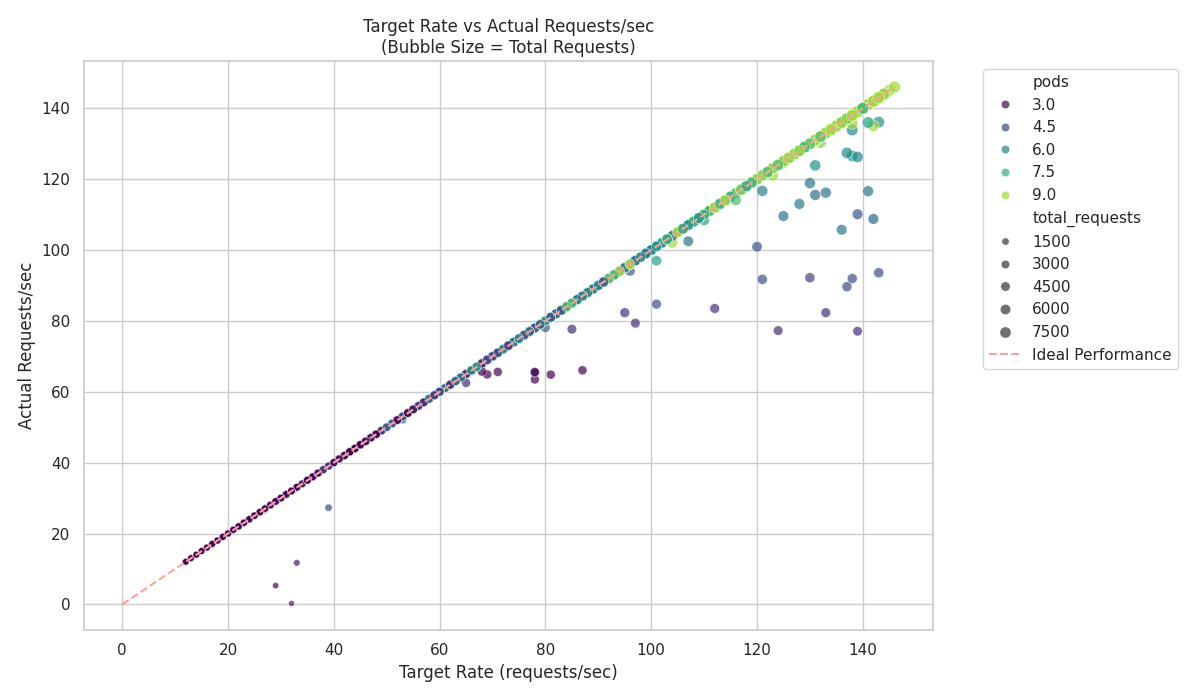 Target Rate vs Actual Requests/sec
(Bubble Size = Total Requests)
Actual Requests/sec
140
120
100
80
60
40
20
0
0 20 40 60 80 100 120 140
Target Rate (requests/sec)
pods
3.0
4.5
6.0
7.5
9.0
total_requests
1500
3000
4500
6000
7500
Ideal Performance